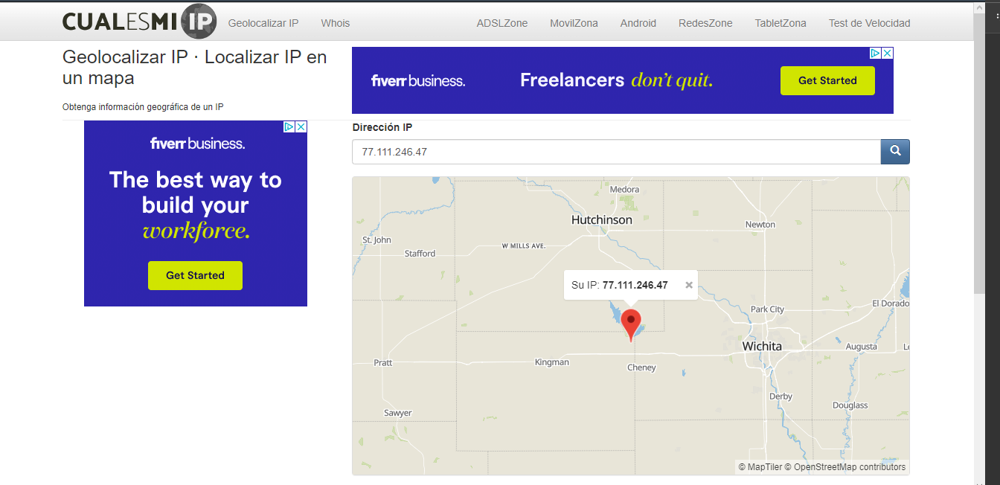 CUALESMI IP
Geolocalizar IP
Whois
ADSLZone
MovilZona
Android
RedesZone
TabletZona
Test de Velocidad
Geolocalizar IP · Localizar IP en
un mapa
Obtenga información geográfica de un IP
fiverr business.
Freelancers don't quit.
Get Started
fiverr business.
The best way to
build your
workforce.
Get Started
Dirección IP
77.111.246.47
Medora
Hutchinson
Newton
St. John
W MILLS AVE.
Stafford
Su IP: 77.111.246.47 ×
Park City
El Dorado
Wichita
Augusta
Le
Pratt
Kingman
Cheney
Derby
Douglass
Sawyer
© MapTiler © OpenStreetMap contributors